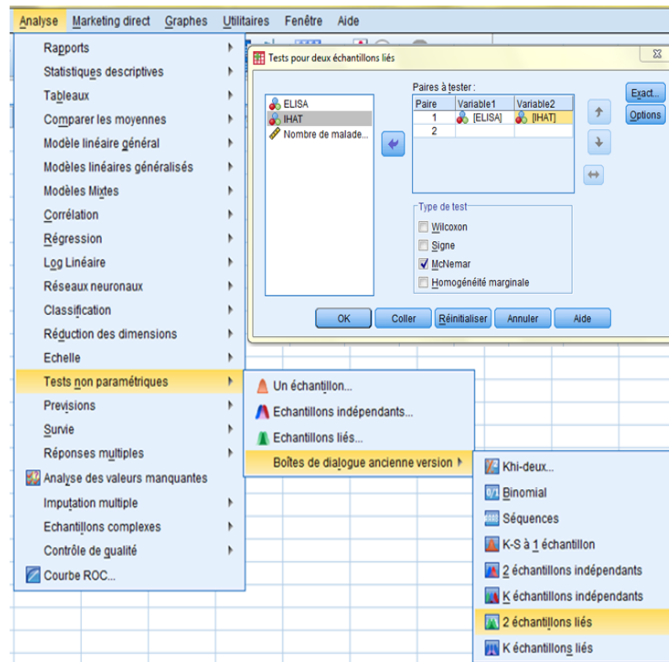 Analyse Marketing direct Graphes Utilitaires Fenêtre Aide
Rapports
Statistiques descriptives
Tableaux
Comparer les moyennes
Modèle linéaire général
Modèles linéaires généralisés
Modèles Mixtes
Corrélation
Régression
Log Linéaire
Réseaux neuronaux
Classification
Réduction des dimensions
Echelle
Tests non paramétriques
Previsions
Survie
Réponses multiples
Analyse des valeurs manquantes
Imputation multiple
Echantillons complexes
Contrôle de qualité
Courbe ROC...
Tests pour deux échantillons liés
ELISA
IHAT
Nombre de malade...
Paires à tester :
Paire Variable1 Variable2
1 [ELISA] [IHAT]
2
Exact...
Options
Type de test
Wilcoxon
Signe
McNemar
Homogénéité marginale
OK Coller Réinitialiser Annuler Aide
Un échantillon...
Echantillons indépendants...
Echantillons liés...
Boîtes de dialogue ancienne version
Khi-deux...
0/1 Binomial
Séquences
K-S à 1 échantillon
2 échantillons indépendants
K échantillons indépendants
2 échantillons liés
K échantillons liés